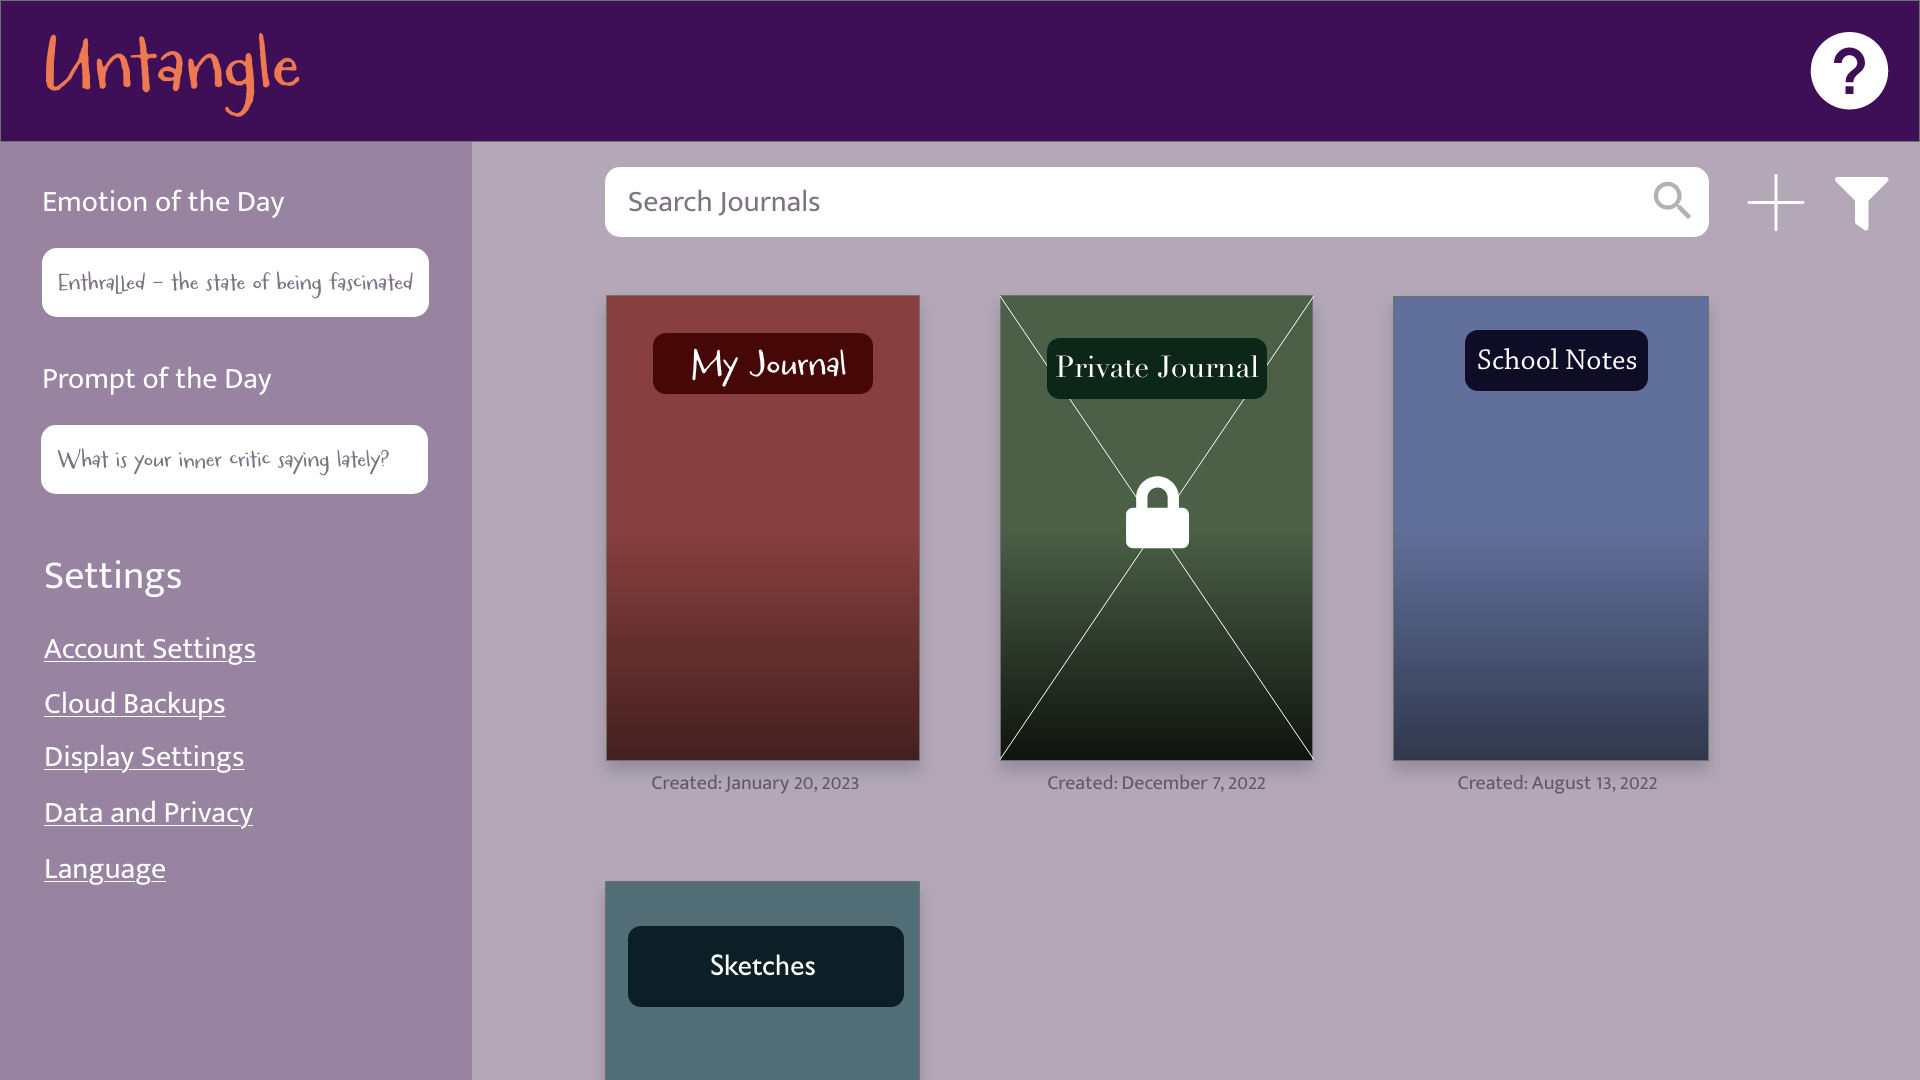 Untangle
?
Emotion of the Day
Enthralled - the state of being fascinated
Prompt of the Day
What is your inner critic saying lately?
Settings
Account Settings
Cloud Backups
Display Settings
Data and Privacy
Language
Search Journals
My Journal
Private Journal
School Notes
Created: January 20, 2023
Created: December 7, 2022
Created: August 13, 2022
Sketches